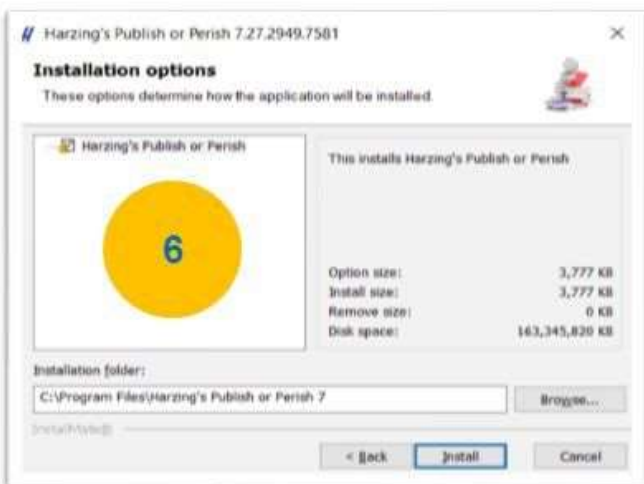 Harzing's Publish or Perish 7.27.2949.7581
Installation options
These options determine how the application will be installed.
Harzing's Publish or Perish
6
This installs Harzing's Publish or Perish
Option size: 3,777 KB
Install size: 3,777 KB
Remove size: 0 KB
Disk space: 163,345,820 KB
Installation folder:
C:\Program Files\Harzing's Publish or Perish 7
Browse...
InstallMate®
< Back
Install
Cancel